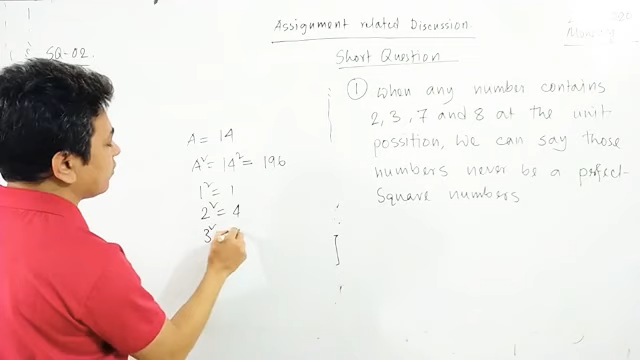 Assignment related Discussion.
SQ-02.
Short Question
① When any number contains
2, 3, 7 and 8 at the unit
possition, We can say those
numbers never be a prfect-
Square numbers
A = 14
A² = 14² = 196
1² = 1
2² = 4
3² =